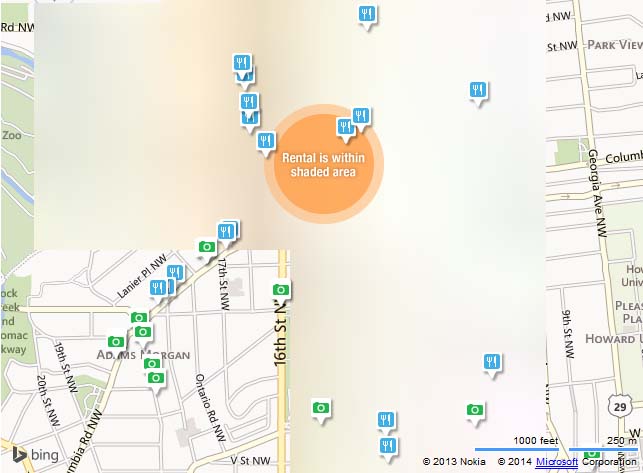 Rd NW
St NW
PARK VIEW
Zoo
Columb
Rental is within
shaded area
Georgia Ave NW
Lanier Pl NW
17th St NW
ock
reek
nd
omac
kway
16th St N
How
Univ
PLEAS
PL
HOWARD U
9th St NW
ADAMS MORGAN
19th St NW
20th St NW
Ontario Rd NW
mbia Rd NW
V St NW
29
W
bing
1000 feet
250 m
© 2013 Nokia © 2014 Microsoft Corporation